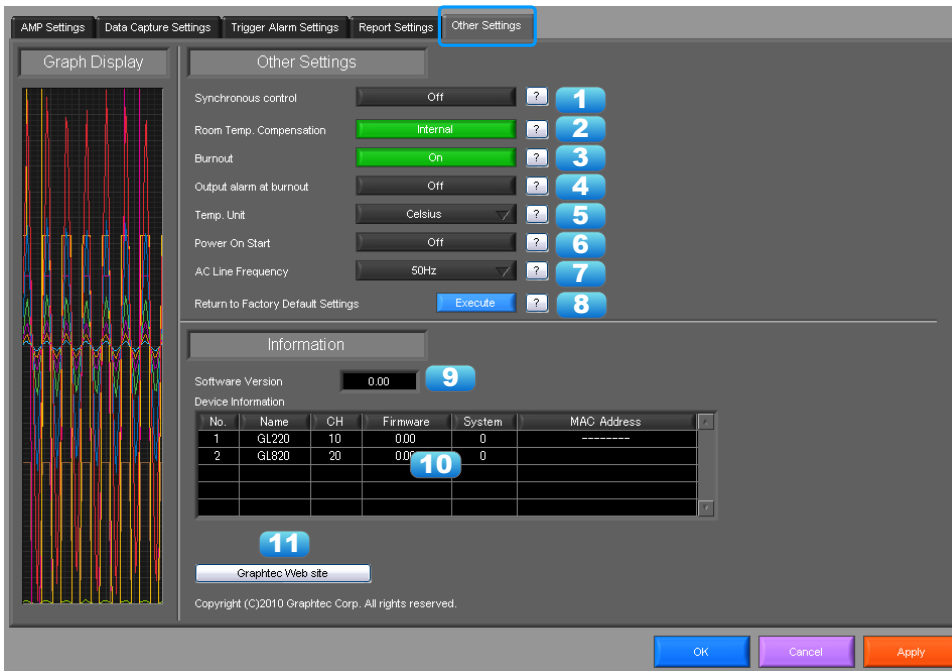 AMP Settings Data Capture Settings Trigger Alarm Settings Report Settings Other Settings
Graph Display
Other Settings
Synchronous control Off ? 1
Room Temp. Compensation Internal ? 2
Burnout On ? 3
Output alarm at burnout Off ? 4
Temp. Unit Celsius ? 5
Power On Start Off ? 6
AC Line Frequency 50Hz ? 7
Return to Factory Default Settings Execute ? 8
Information
Software Version 0.00 9
Device Information
No. Name CH Firmware System MAC Address
1 GL220 10 0.00 0 --------
2 GL820 20 0.00 0
10
11
Graphtec Web site
Copyright (C)2010 Graphtec Corp. All rights reserved.
OK Cancel Apply